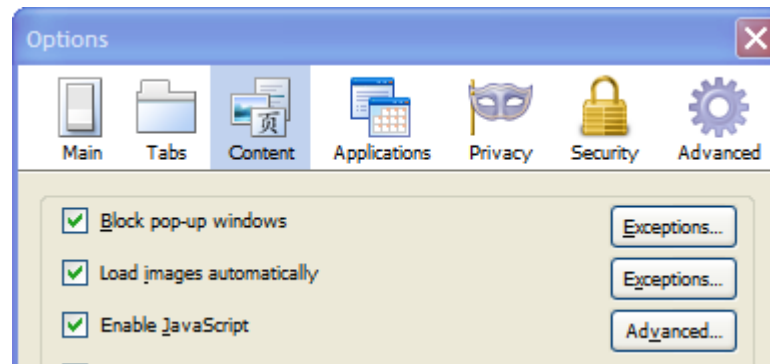 Options
页
Main Tabs Content Applications Privacy Security Advanced
Block pop-up windows Exceptions...
Load images automatically Exceptions...
Enable JavaScript Advanced...